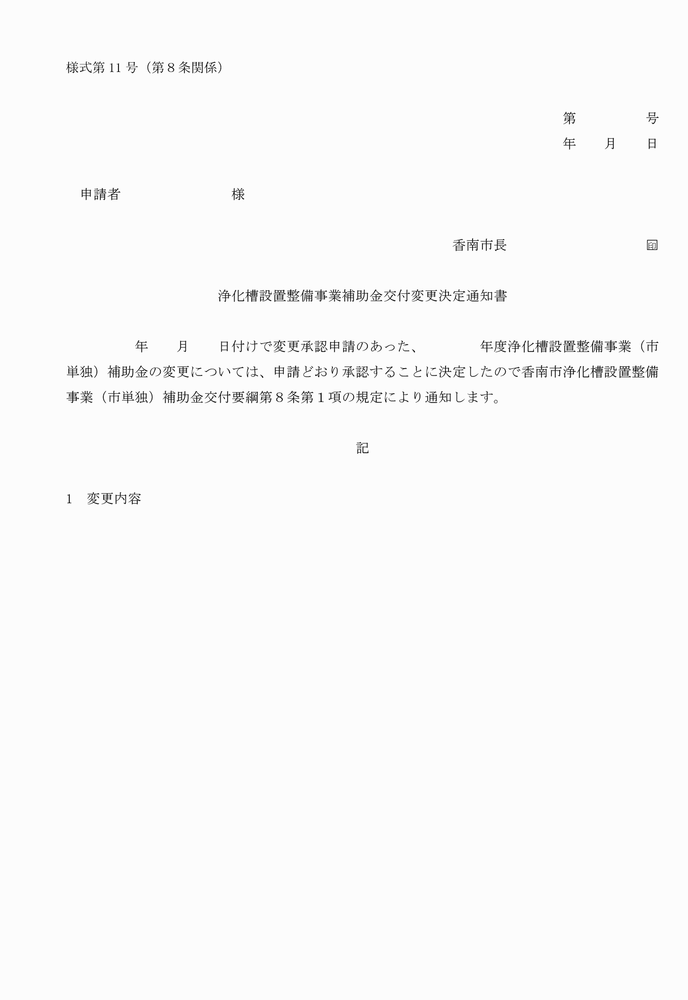 様式第 11 号（第８条関係）
第　　　　　号
年　　月　　日
申請者　　　　　　　　様
香南市長　　　　　　　　　　㊞
浄化槽設置整備事業補助金交付変更決定通知書
年　　月　　日付けで変更承認申請のあった、　　　　年度浄化槽設置整備事業（市
単独）補助金の変更については、申請どおり承認することに決定したので香南市浄化槽設置整備
事業（市単独）補助金交付要綱第８条第１項の規定により通知します。
記
1　変更内容